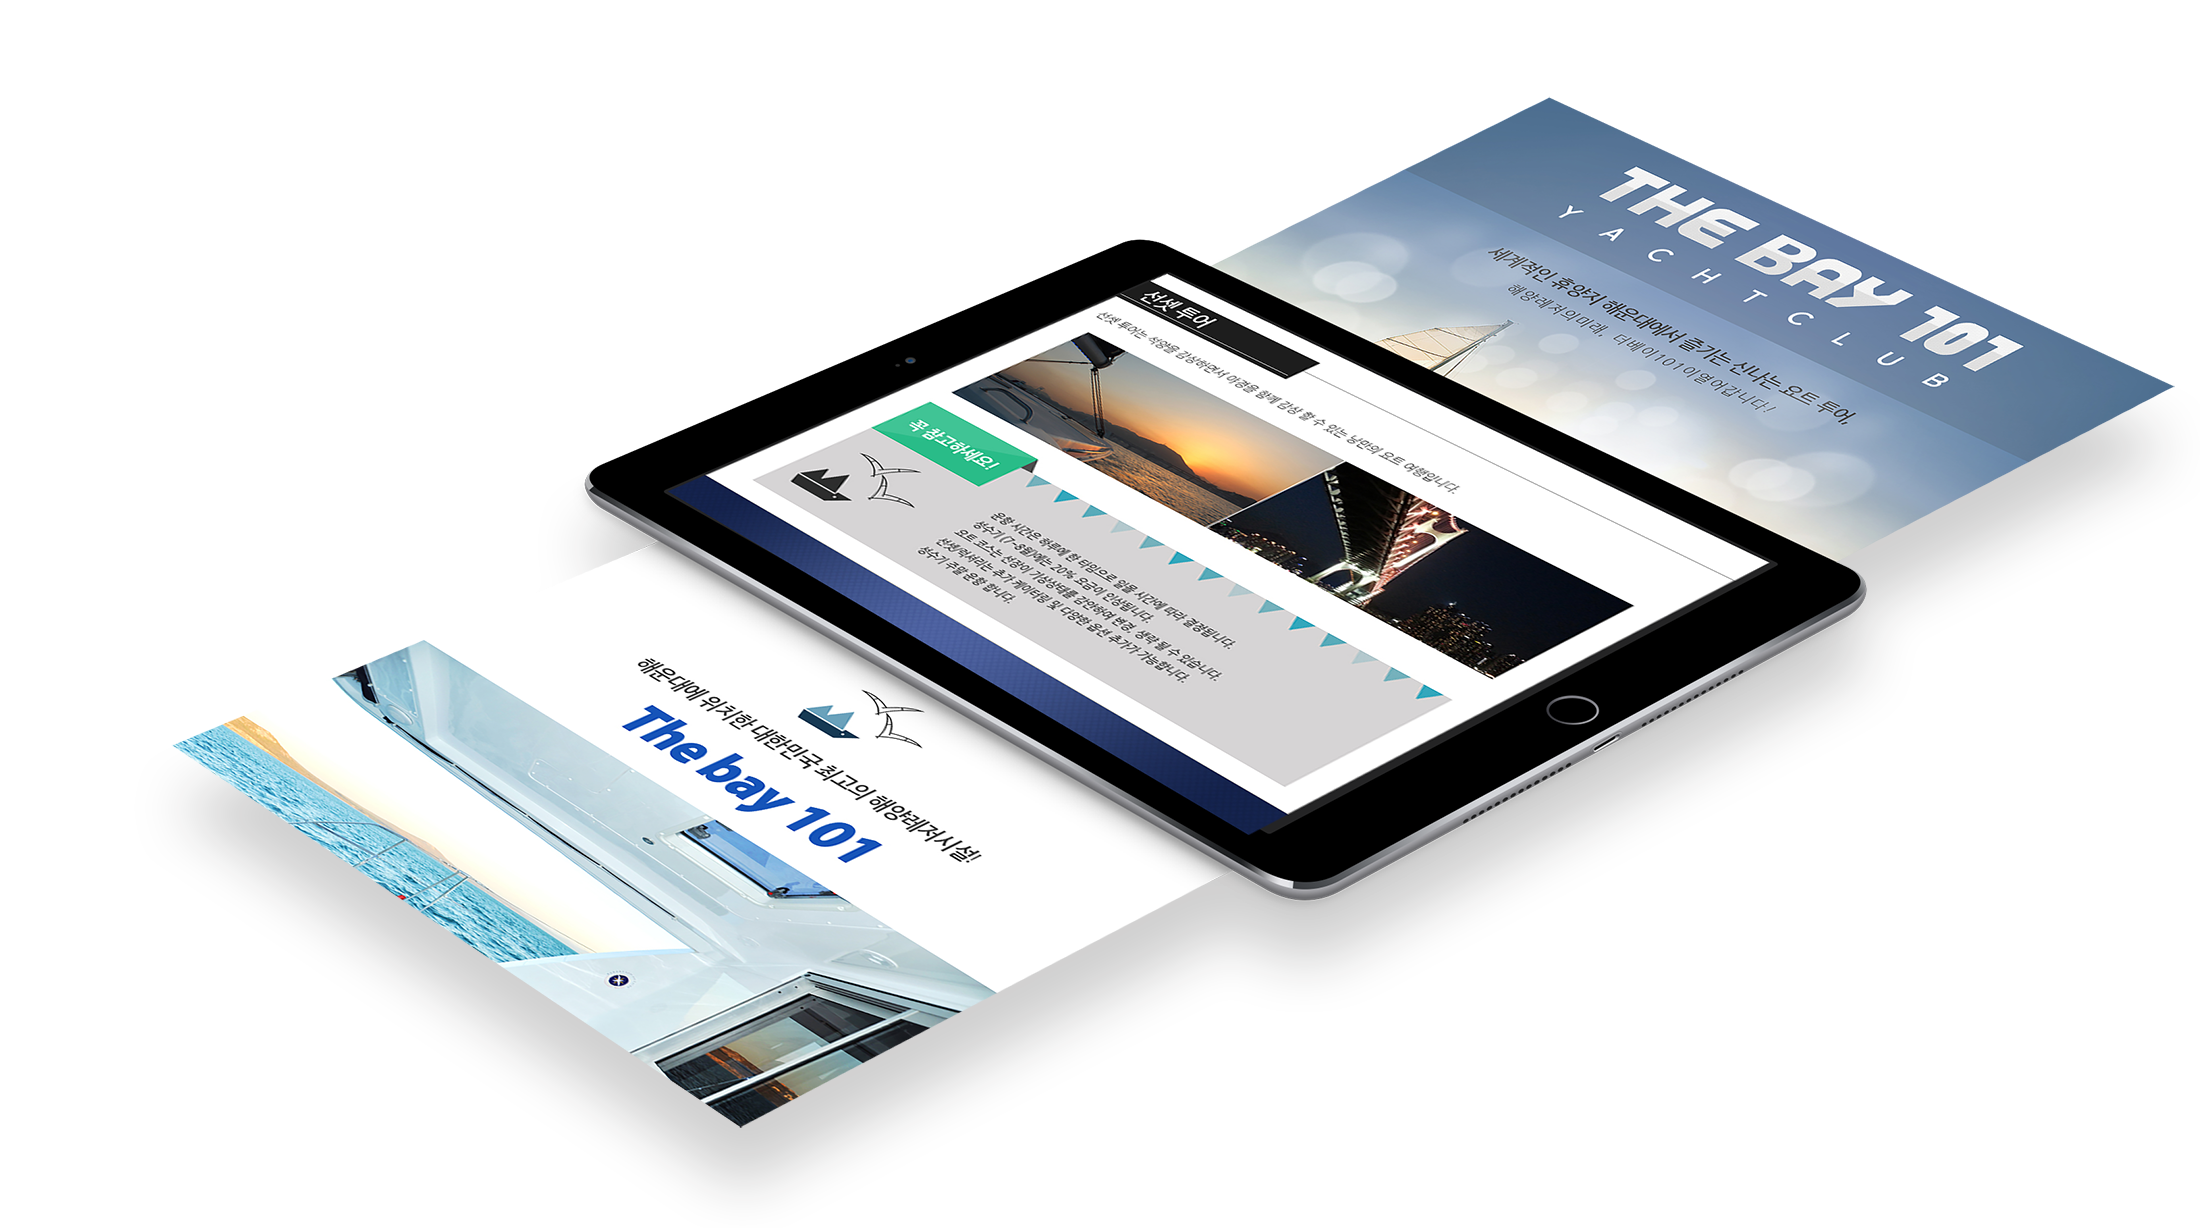 THE BAY 101
YACHT CLUB
세계적인 휴양지 해운대에서 즐기는 신나는 요트 투어,
해양레저의미래, 더베이101이열어갑니다!
선셋 투어
선셋 투어는 석양을 감상하면서 야경을 함께 감상 할 수 있는 낭만의 요트 여행입니다.
꼭 참고하세요!
운항 시간은 하루에 한 타임으로 일몰 시간에 따라 결정됩니다.
성수기 (7~8월)에는 20% 요금이 인상됩니다.
요트 코스는 선장이 기상상태를 감안하여 변경, 생략 될 수 있습니다.
선셋/럭셔리는 추가 케이터링 및 다양한 옵션 추가가 가능합니다.
성수기 주말 운항 합니다.
해운대에 위치한 대한민국 최고의 해양레저시설!
The bay 101